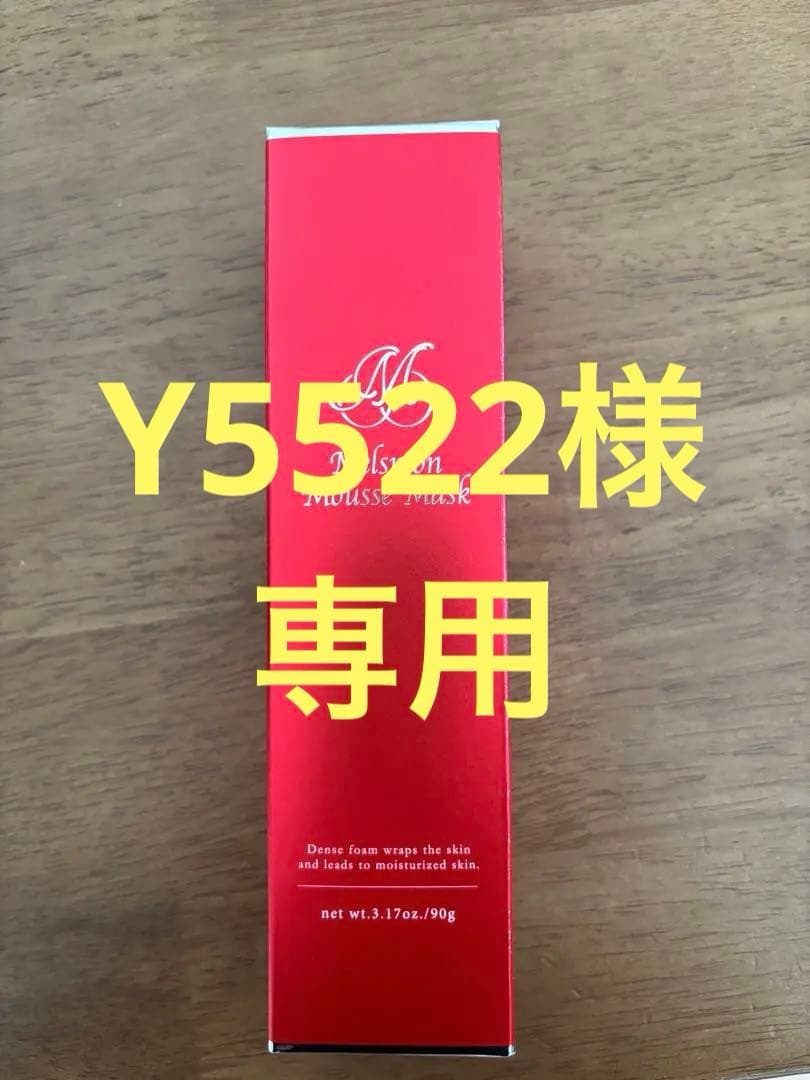 M
Y5522様
Melsmon
Mousse Mask
専用
Dense foam wraps the skin
and leads to moisturized skin.
net wt.3.17oz./90g